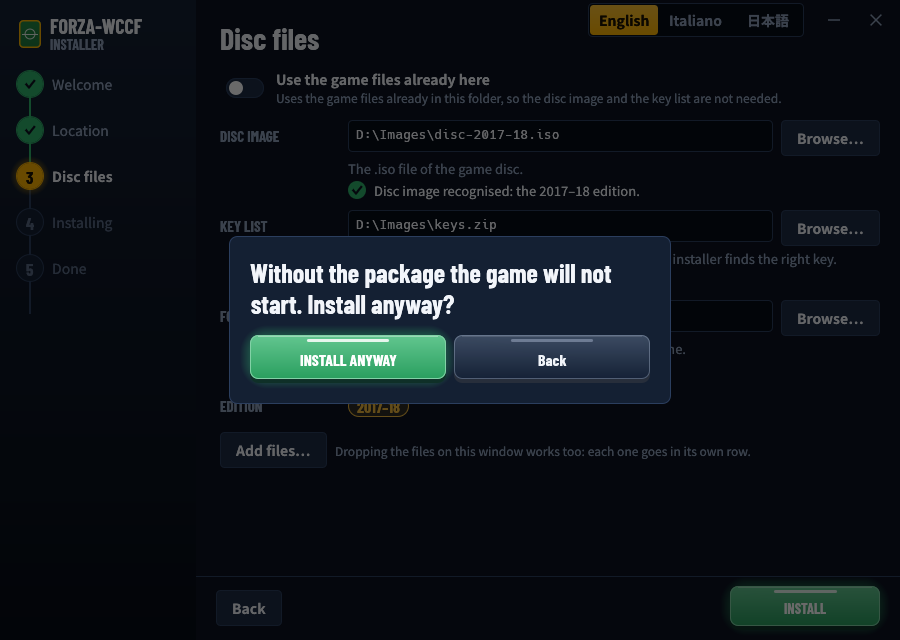 FORZA-WCCF
INSTALLER
English Italiano 日本語
Welcome
Location
3 Disc files
4 Installing
5 Done
Disc files
Use the game files already here
Uses the game files already in this folder, so the disc image and the key list are not needed.
DISC IMAGE
D:\Images\disc-2017-18.iso
Browse...
The .iso file of the game disc.
Disc image recognised: the 2017–18 edition.
KEY LIST
D:\Images\keys.zip
Browse...
installer finds the right key.
Browse...
Without the package the game will not
start. Install anyway?
INSTALL ANYWAY
Back
EDITION
2017–18
Add files...
Dropping the files on this window works too: each one goes in its own row.
Back
INSTALL